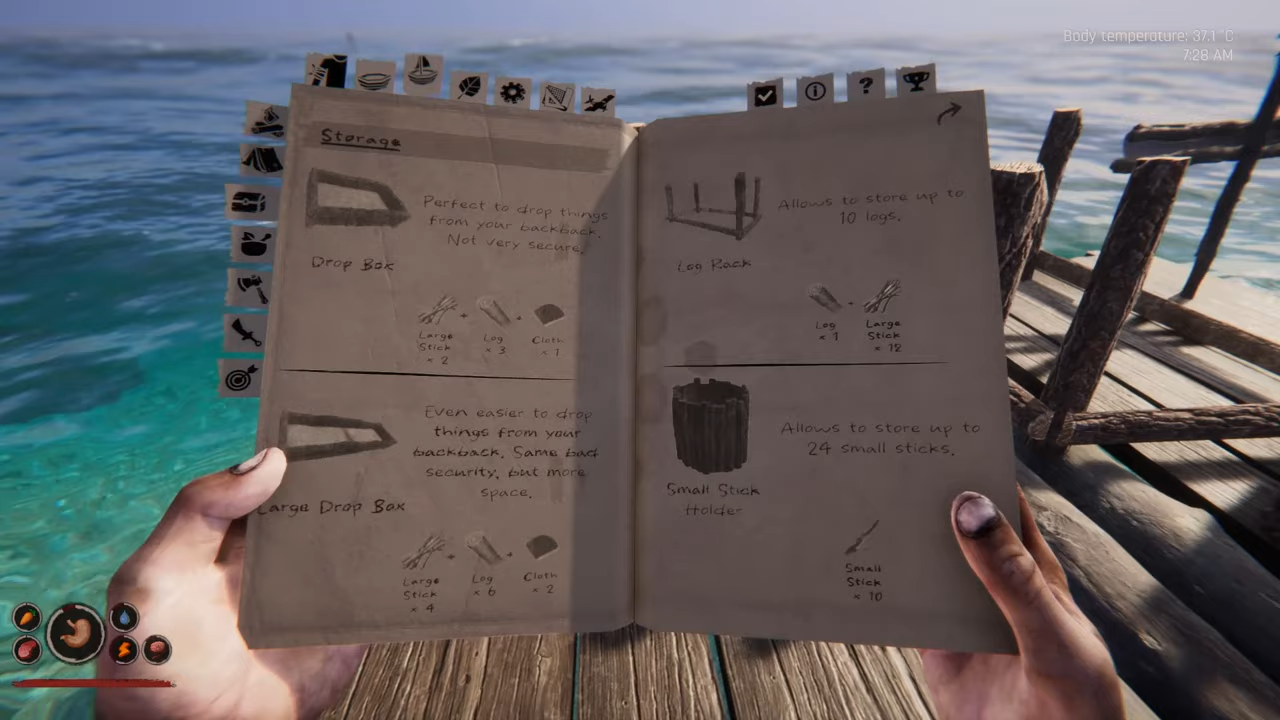 Body temperature: 37.1 °C
7:28 AM
Storage
Perfect to drop things
from your backback.
Not very secure.
Drop Box
Large
Stick
x 2
+
Log
x 3
+
Cloth
x 1
Even easier to drop
things from your
backback. Same bad
security, but more
space.
Large Drop Box
Large
Stick
x 4
+
Log
x 6
+
Cloth
x 2
Allows to store up to
10 logs.
Log Rack
Log
x 1
+
Large
Stick
x 12
Allows to store up to
24 small sticks.
Small Stick
Holder
Small
Stick
x 10